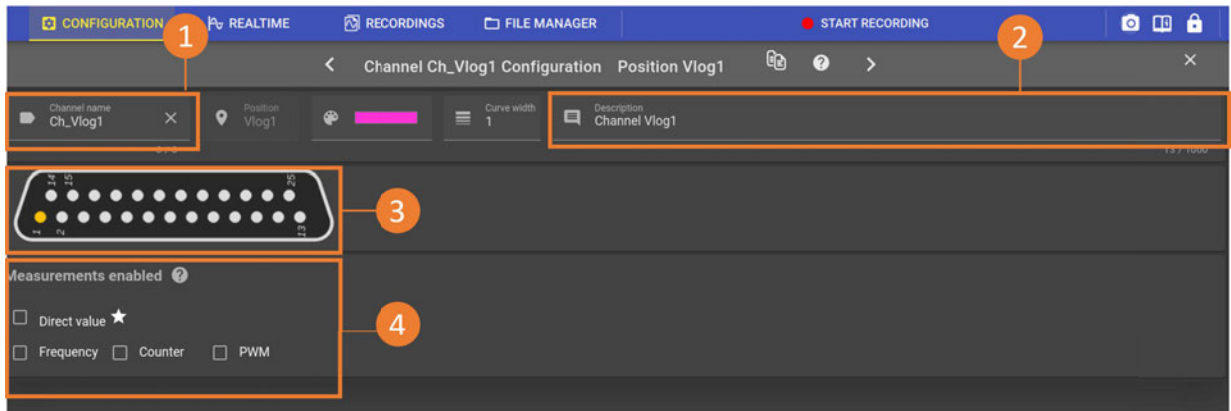 CONFIGURATION REALTIME RECORDINGS FILE MANAGER START RECORDING
1
2
Channel Ch_Vlog1 Configuration Position Vlog1
Channel name Position Curve width Description
Ch_Vlog1 Vlog1 1 Channel Vlog1
13 / 1000
14 15 25
1 2 13
3
Measurements enabled
Direct value
4
Frequency Counter PWM